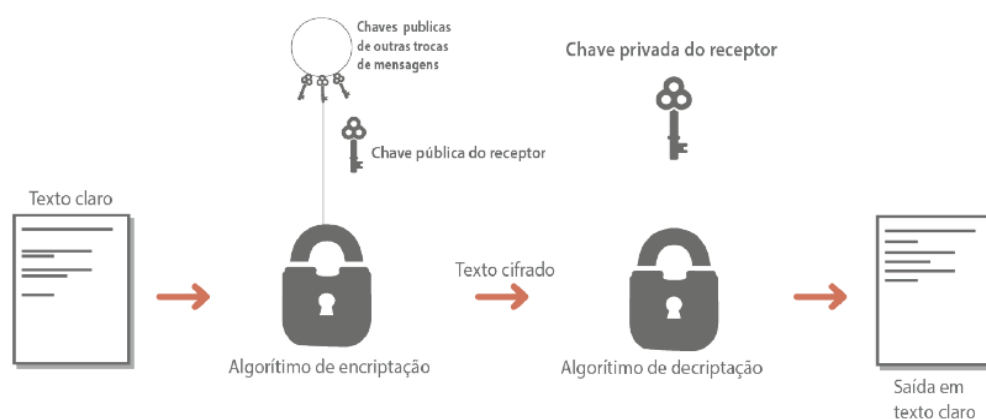 Chaves publicas
de outras trocas
de mensagens
Chave privada do receptor
Chave pública do receptor
Texto claro
Texto cifrado
Algorítimo de encriptação
Algorítimo de decriptação
Saída em
texto claro